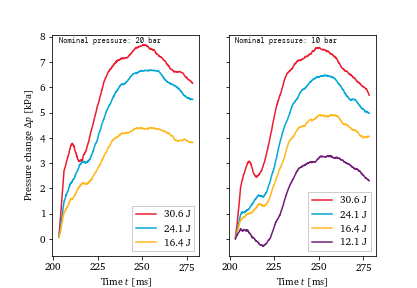 Nominal pressure: 20 bar
Nominal pressure: 10 bar
8
7
6
5
4
3
2
1
0
Pressure change Δp [kPa]
30.6 J
24.1 J
16.4 J
30.6 J
24.1 J
16.4 J
12.1 J
200 225 250 275
200 225 250 275
Time t [ms]
Time t [ms]